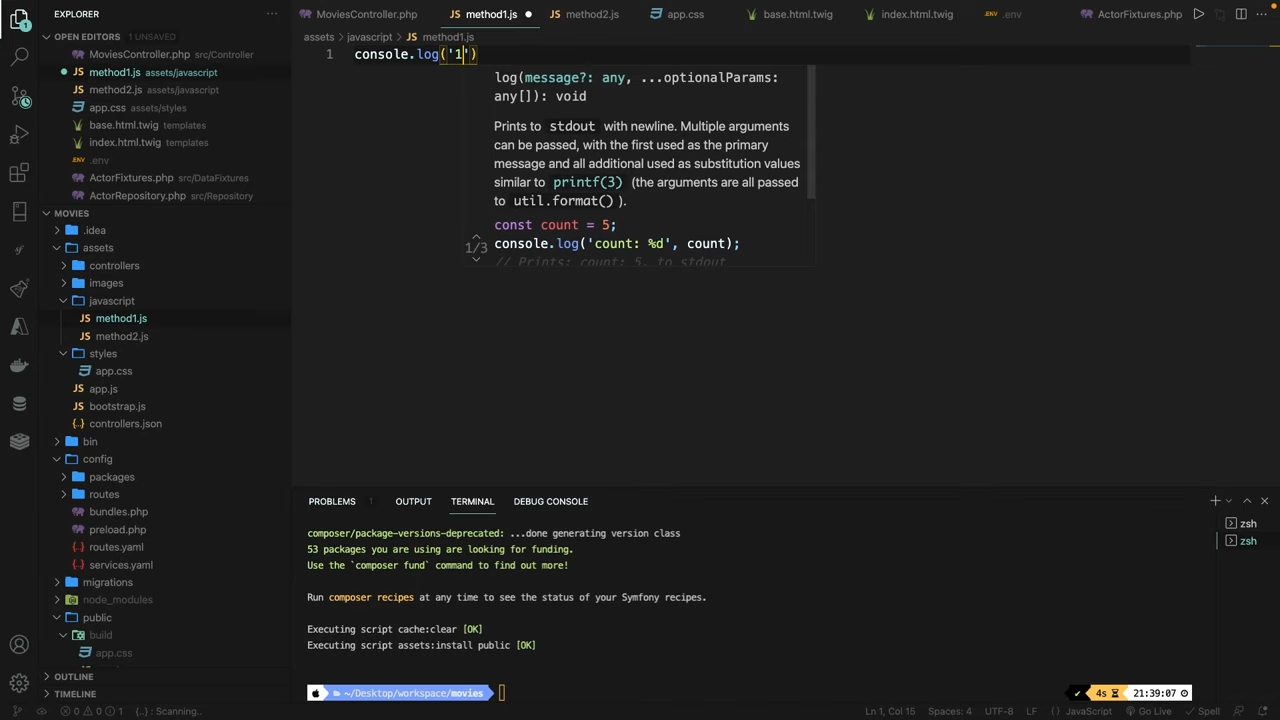 EXPLORER
OPEN EDITORS 1 UNSAVED
MoviesController.php src/Controller
method1.js assets/javascript
method2.js assets/javascript
app.css assets/styles
base.html.twig templates
index.html.twig templates
.env
ActorFixtures.php src/DataFixtures
ActorRepository.php src/Repository
MOVIES
.idea
assets
controllers
images
javascript
method1.js
method2.js
styles
app.css
app.js
bootstrap.js
controllers.json
bin
config
packages
routes
bundles.php
preload.php
routes.yaml
services.yaml
migrations
node_modules
public
build
app.css
OUTLINE
TIMELINE
MoviesController.php
method1.js
method2.js
app.css
base.html.twig
index.html.twig
.env
ActorFixtures.php
assets > javascript > method1.js
1 console.log('1')
log(message?: any, ...optionalParams:
any[]): void
Prints to stdout with newline. Multiple arguments
can be passed, with the first used as the primary
message and all additional used as substitution values
similar to printf(3) (the arguments are all passed
to util.format() ).
const count = 5;
1/3
console.log('count: %d', count);
// Prints: count: 5, to stdout
PROBLEMS 1 OUTPUT TERMINAL DEBUG CONSOLE
composer/package-versions-deprecated: ...done generating version class
53 packages you are using are looking for funding.
Use the `composer fund` command to find out more!
Run composer recipes at any time to see the status of your Symfony recipes.
Executing script cache:clear [OK]
Executing script assets:install public [OK]
~/Desktop/workspace/movies
4s 21:39:07
zsh
zsh
0 0 1 {..} : Scanning.. Ln 1, Col 15 Spaces: 4 UTF-8 LF JavaScript Go Live Spell